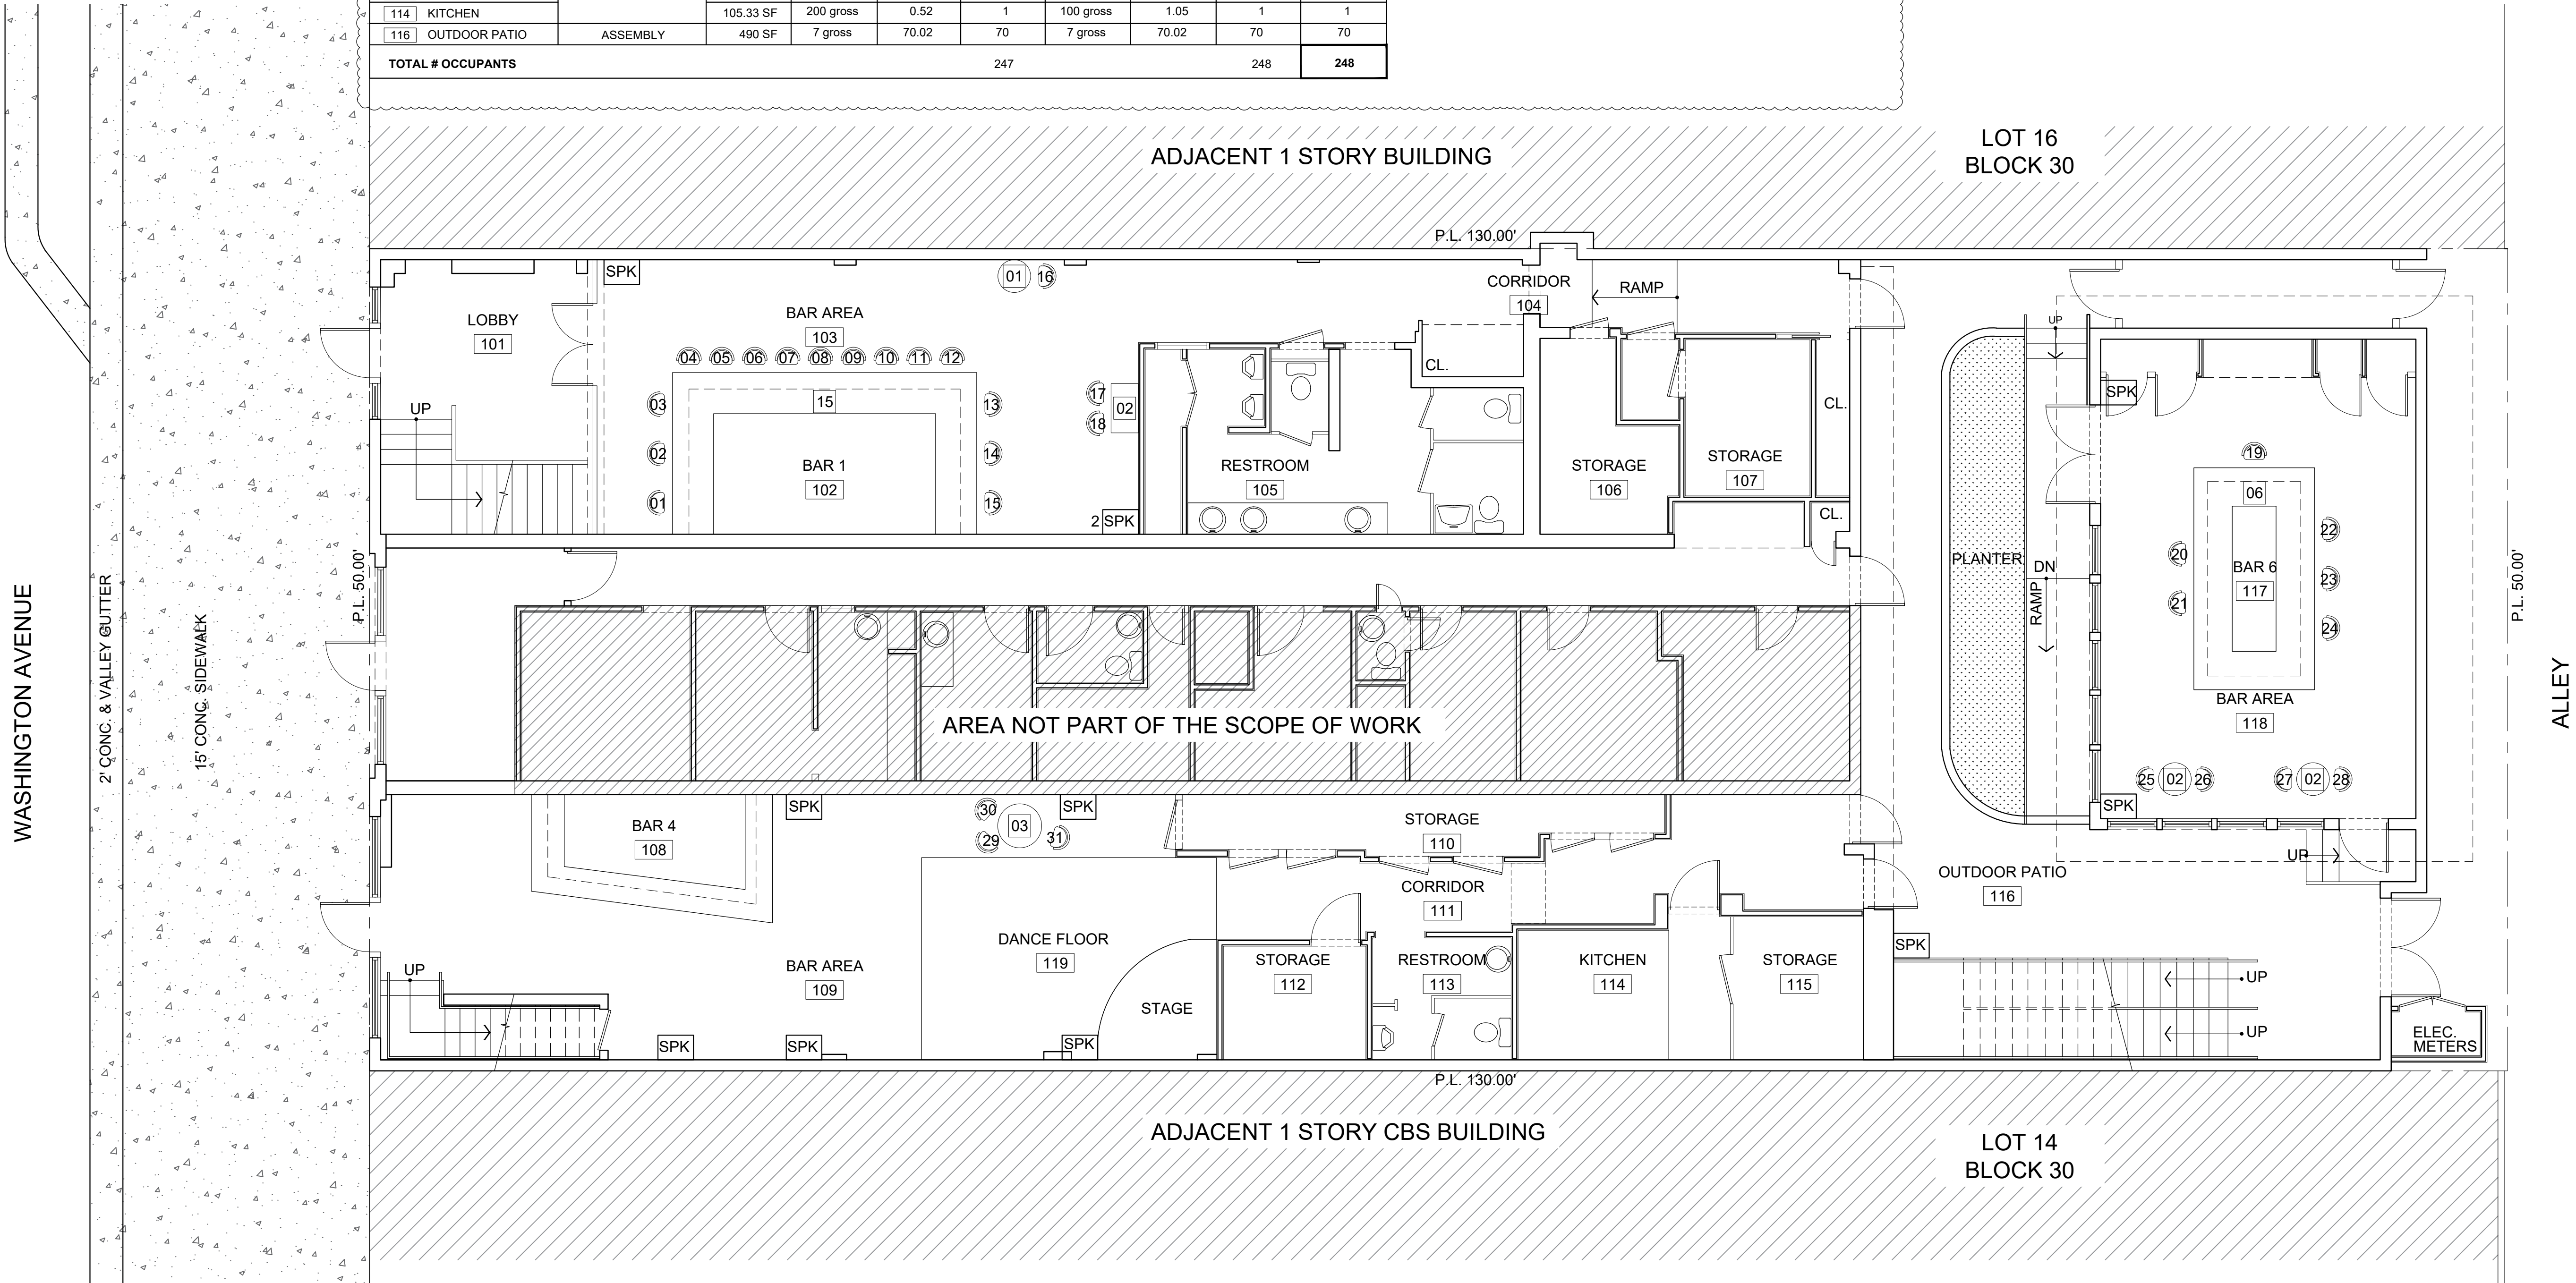 114 KITCHEN 105.33 SF 200 gross 0.52 1 100 gross 1.05 1 1
116 OUTDOOR PATIO ASSEMBLY 490 SF 7 gross 70.02 70 7 gross 70.02 70 70
TOTAL # OCCUPANTS 247 248 248
ADJACENT 1 STORY BUILDING
LOT 16
BLOCK 30
P.L. 130.00'
WASHINGTON AVENUE
2' CONC. & VALLEY GUTTER
15' CONC. SIDEWALK
P.L. 50.00'
LOBBY
101
UP
SPK
BAR AREA
103
01
16
04
05
06
07
08
09
10
11
12
03
02
01
15
BAR 1
102
13
14
15
17
18
02
2 SPK
RESTROOM
105
CL.
CORRIDOR
104
RAMP
STORAGE
106
STORAGE
107
CL.
CL.
UP
PLANTER
DN
RAMP
SPK
19
06
20
21
22
23
24
BAR 6
117
BAR AREA
118
25
02
26
27
02
28
SPK
UP
P.L. 50.00'
ALLEY
AREA NOT PART OF THE SCOPE OF WORK
BAR 4
108
SPK
30
29
03
31
SPK
STORAGE
110
CORRIDOR
111
OUTDOOR PATIO
116
UP
BAR AREA
109
DANCE FLOOR
119
STAGE
STORAGE
112
RESTROOM
113
KITCHEN
114
STORAGE
115
SPK
UP
UP
SPK
SPK
SPK
ELEC.
METERS
P.L. 130.00'
ADJACENT 1 STORY CBS BUILDING
LOT 14
BLOCK 30